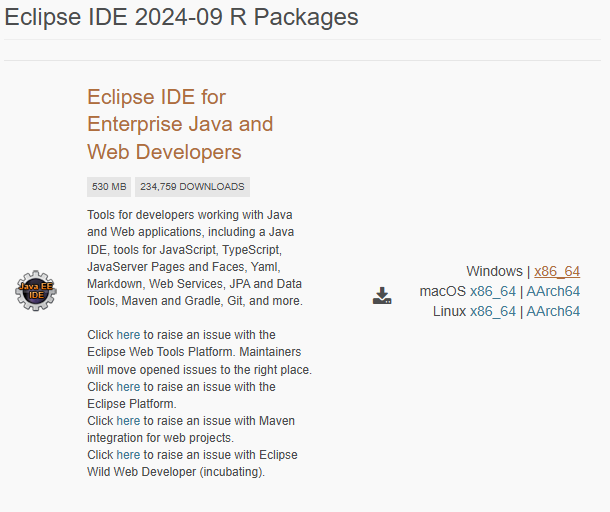 Eclipse IDE 2024-09 R Packages
Eclipse IDE for
Enterprise Java and
Web Developers
530 MB 234,759 DOWNLOADS
Tools for developers working with Java
and Web applications, including a Java
IDE, tools for JavaScript, TypeScript,
JavaServer Pages and Faces, Yaml,
Markdown, Web Services, JPA and Data
Tools, Maven and Gradle, Git, and more.
Click here to raise an issue with the
Eclipse Web Tools Platform. Maintainers
will move opened issues to the right place.
Click here to raise an issue with the
Eclipse Platform.
Click here to raise an issue with Maven
integration for web projects.
Click here to raise an issue with Eclipse
Wild Web Developer (incubating).
Java EE
IDE
Windows | x86_64
macOS x86_64 | AArch64
Linux x86_64 | AArch64